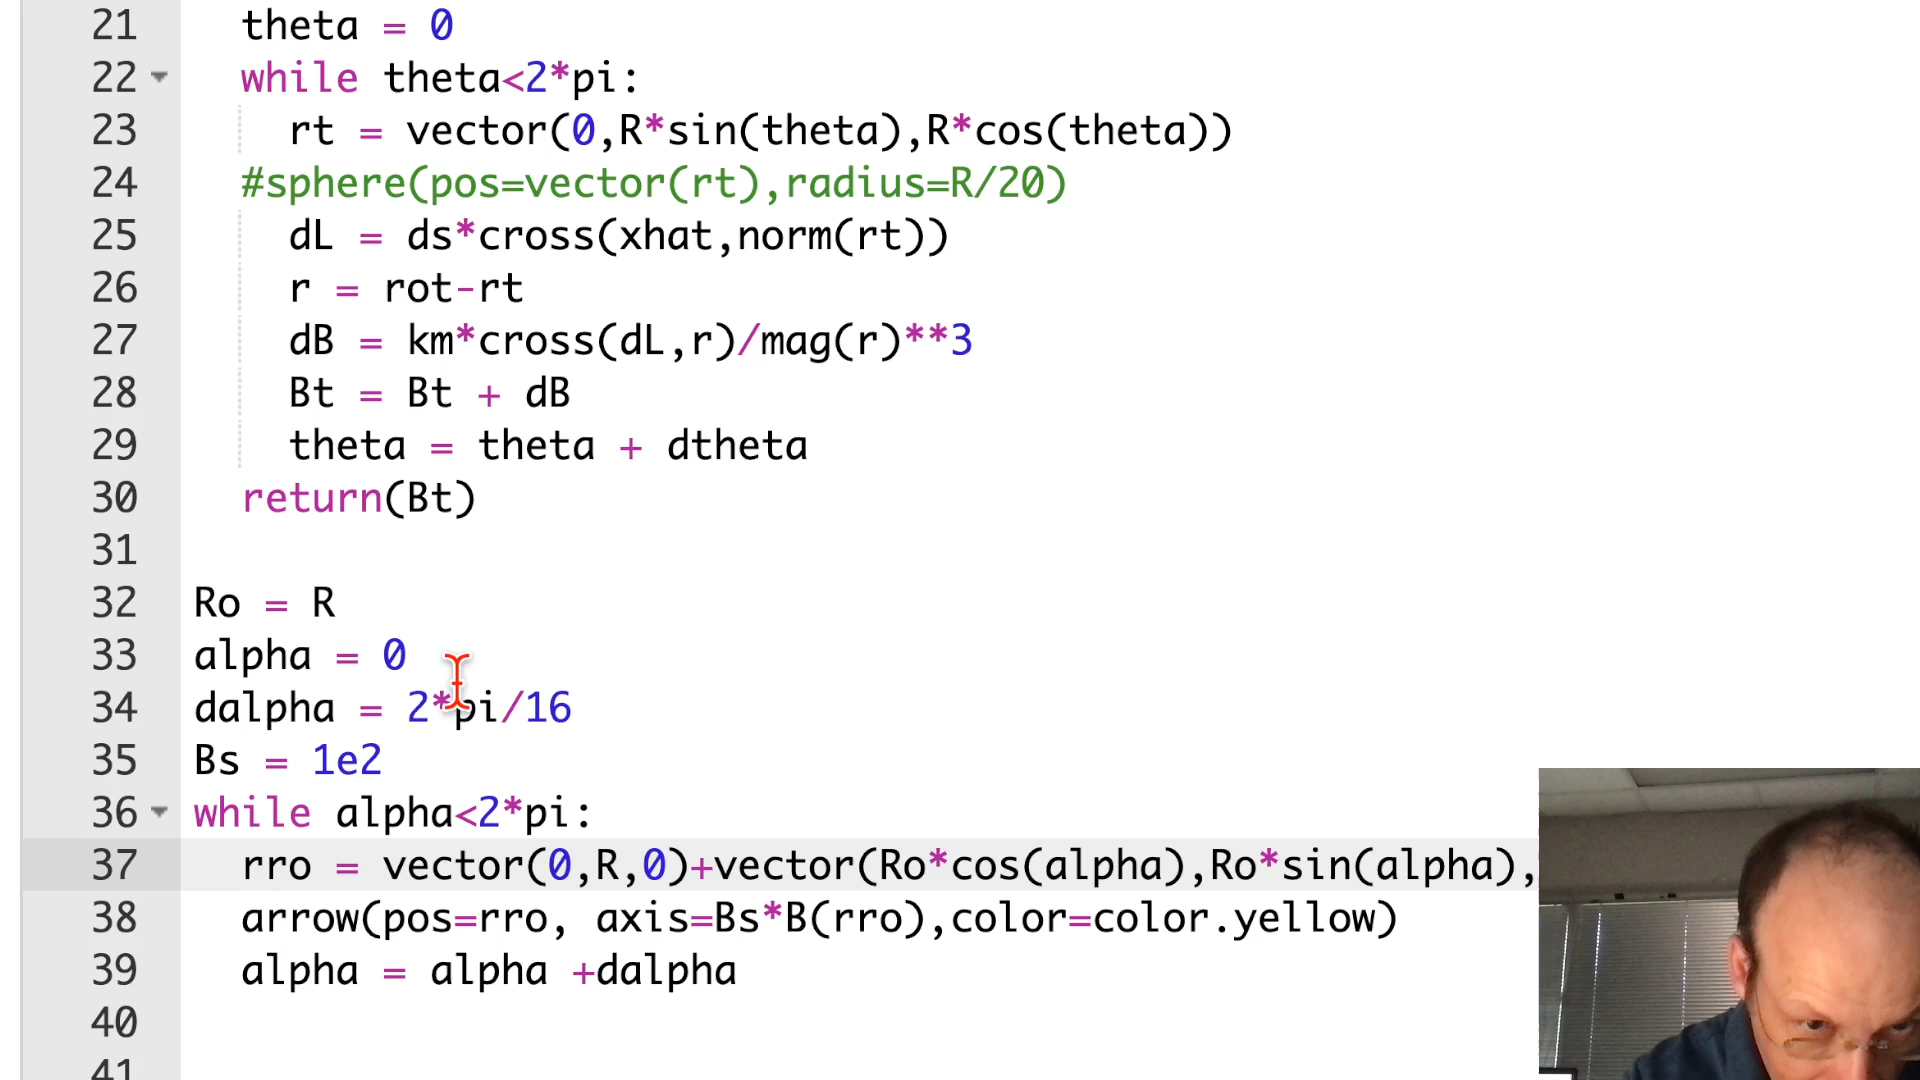 21 theta = 0
22 while theta<2*pi:
23 rt = vector(0,R*sin(theta),R*cos(theta))
24 #sphere(pos=vector(rt),radius=R/20)
25 dL = ds*cross(xhat,norm(rt))
26 r = rot-rt
27 dB = km*cross(dL,r)/mag(r)**3
28 Bt = Bt + dB
29 theta = theta + dtheta
30 return(Bt)
31
32 Ro = R
33 alpha = 0
34 dalpha = 2*pi/16
35 Bs = 1e2
36 while alpha<2*pi:
37 rro = vector(0,R,0)+vector(Ro*cos(alpha),Ro*sin(alpha),
38 arrow(pos=rro, axis=Bs*B(rro),color=color.yellow)
39 alpha = alpha +dalpha
40
41